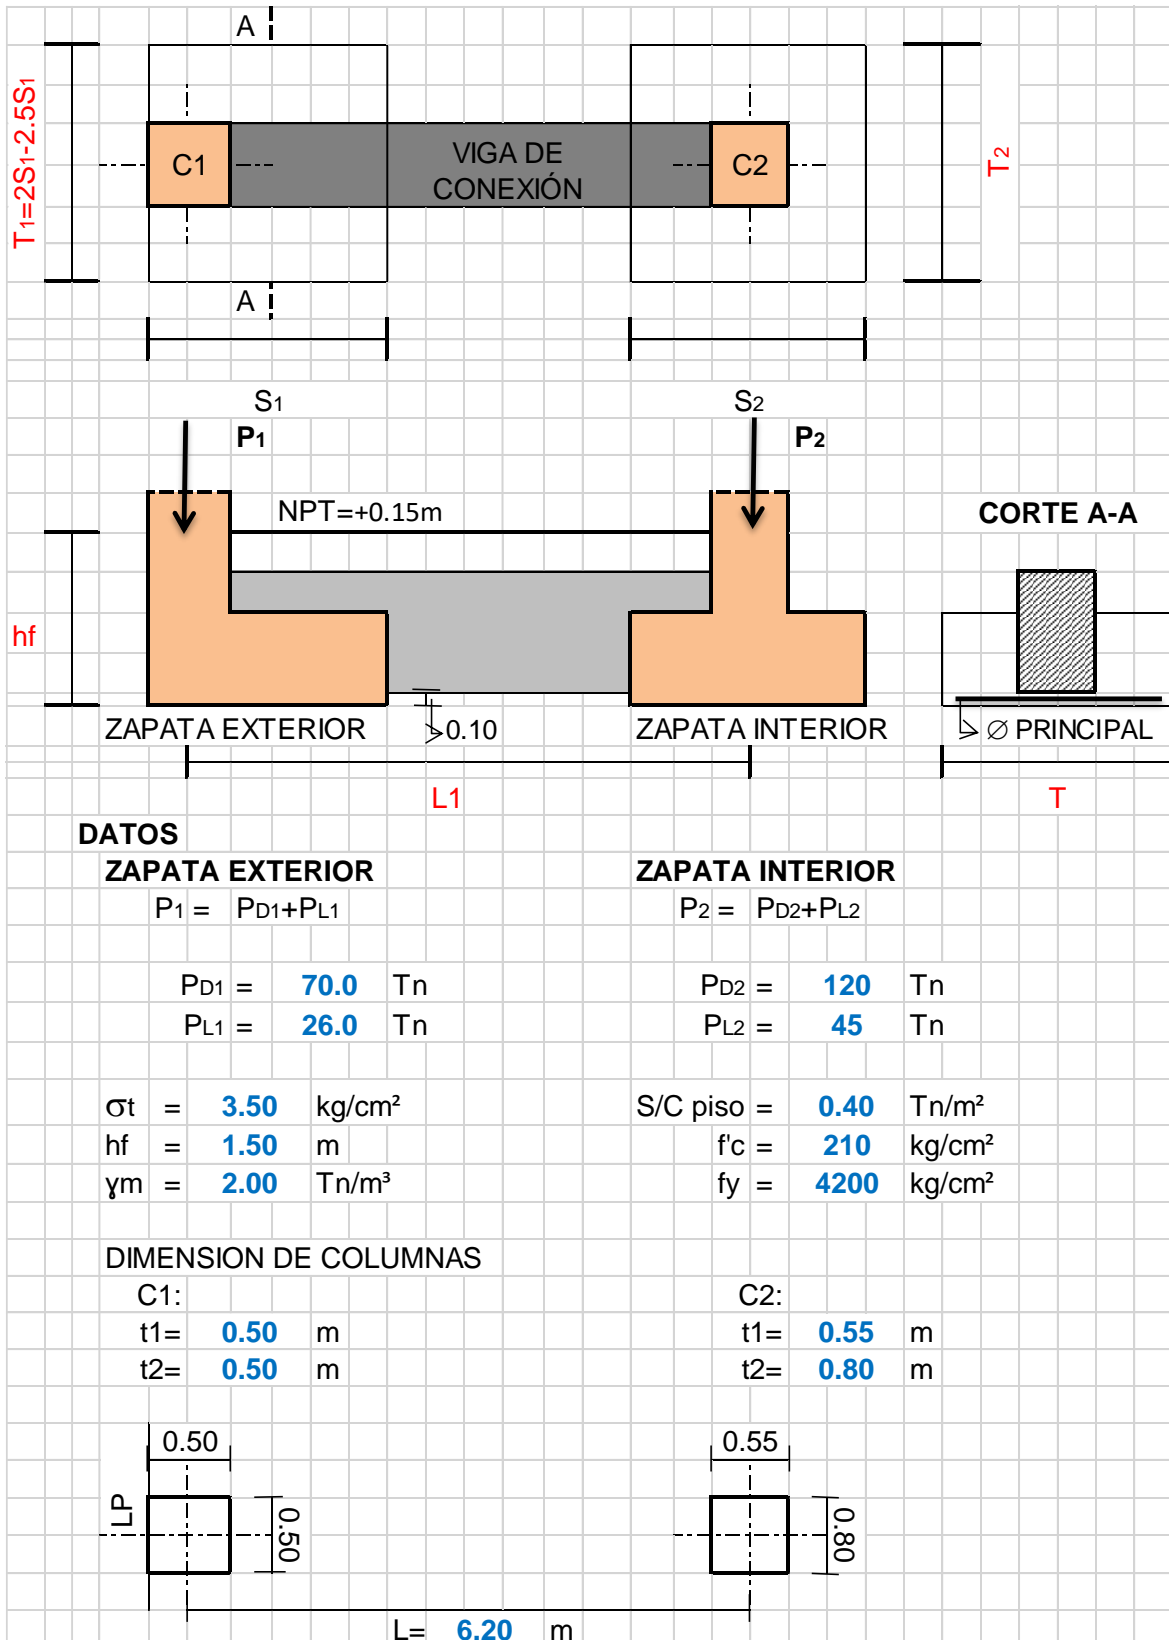 A
T1=2S1-2.5S1
C1
VIGA DE
CONEXIÓN
C2
T2
A
S1
S2
P1
P2
NPT=+0.15m
CORTE A-A
hf
ZAPATA EXTERIOR
0.10
ZAPATA INTERIOR
∅ PRINCIPAL
L1
T
DATOS
ZAPATA EXTERIOR
ZAPATA INTERIOR
P1 = PD1+PL1
P2 = PD2+PL2
PD1 = 70.0 Tn
PD2 = 120 Tn
PL1 = 26.0 Tn
PL2 = 45 Tn
σt = 3.50 kg/cm²
S/C piso = 0.40 Tn/m²
hf = 1.50 m
f'c = 210 kg/cm²
γm = 2.00 Tn/m³
fy = 4200 kg/cm²
DIMENSION DE COLUMNAS
C1:
C2:
t1= 0.50 m
t1= 0.55 m
t2= 0.50 m
t2= 0.80 m
0.50
0.55
LP
0.50
0.80
L= 6.20 m